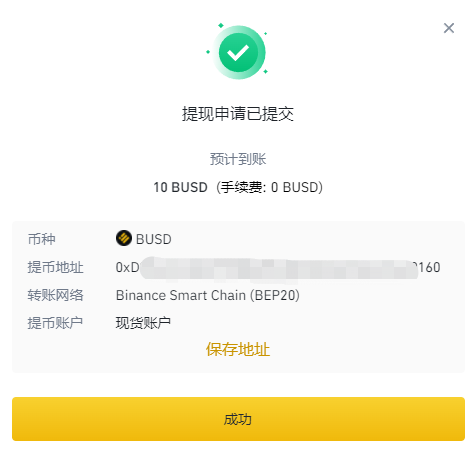 提现申请已提交
预计到账
10 BUSD (手续费: 0 BUSD)
币种 BUSD
提币地址 0xD 160
转账网络 Binance Smart Chain (BEP20)
提币账户 现货账户
保存地址
成功